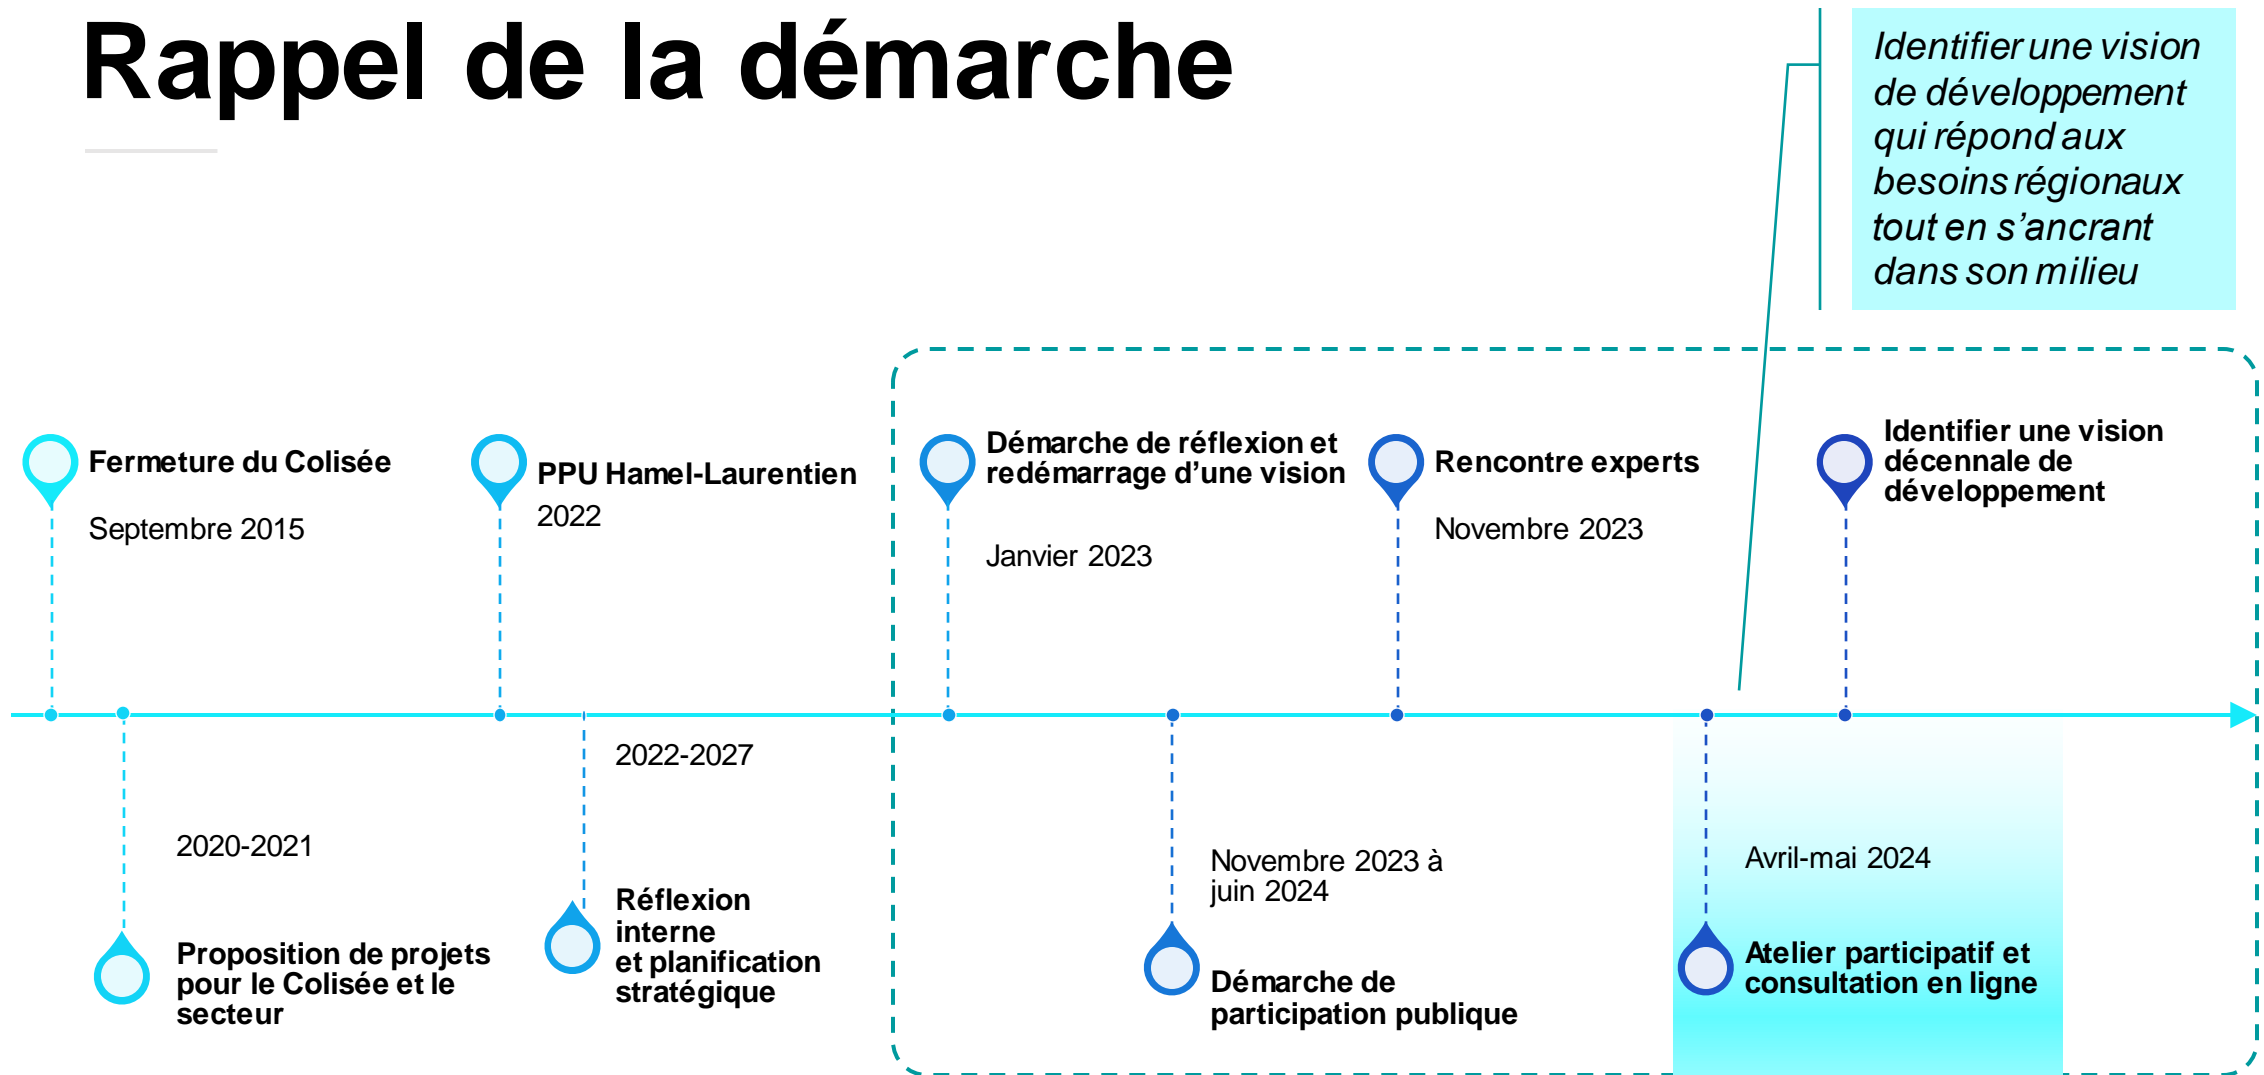 Rappel de la démarche
Identifier une vision
de développement
qui répond aux
besoins régionaux
tout en s’ancrant
dans son milieu
Fermeture du Colisée
Septembre 2015
PPU Hamel-Laurentien
2022
Démarche de réflexion et
redémarrage d’une vision
Janvier 2023
Rencontre experts
Novembre 2023
Identifier une vision
décennale de
développement
2020-2021
Proposition de projets
pour le Colisée et le
secteur
2022-2027
Réflexion
interne
et planification
stratégique
Novembre 2023 à
juin 2024
Démarche de
participation publique
Avril-mai 2024
Atelier participatif et
consultation en ligne